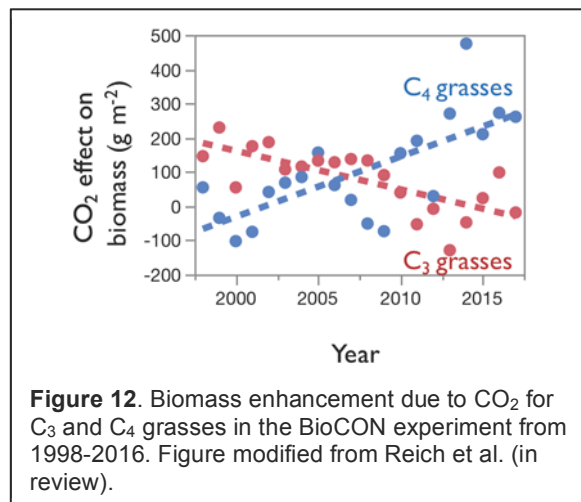 500
400
300
200
100
0
-100
-200
CO₂ effect on
biomass (g m⁻²)
C₄ grasses
C₃ grasses
2000 2005 2010 2015
Year
Figure 12. Biomass enhancement due to CO₂ for
C₃ and C₄ grasses in the BioCON experiment from
1998-2016. Figure modified from Reich et al. (in
review).